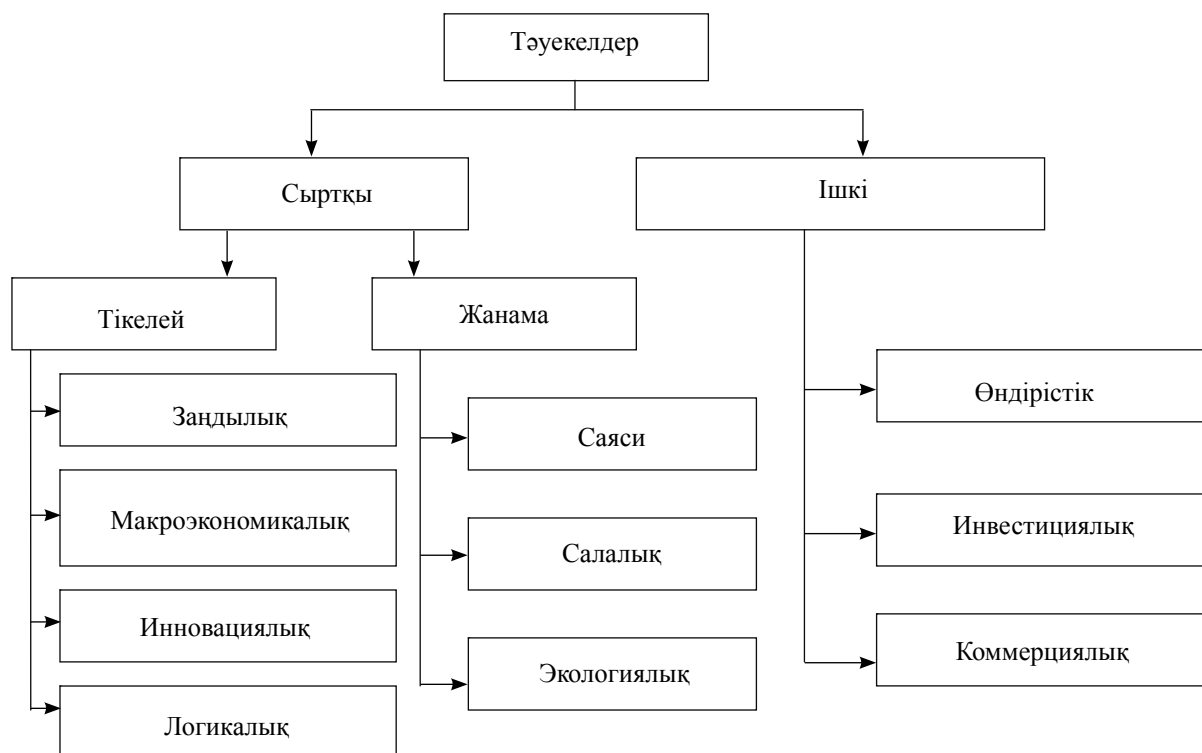 Тәуекелдер
Сыртқы
Ішкі
Тікелей
Жанама
Заңдылық
Макроэкономикалық
Инновациялық
Логикалық
Саяси
Салалық
Экологиялық
Өндірістік
Инвестициялық
Коммерциялық